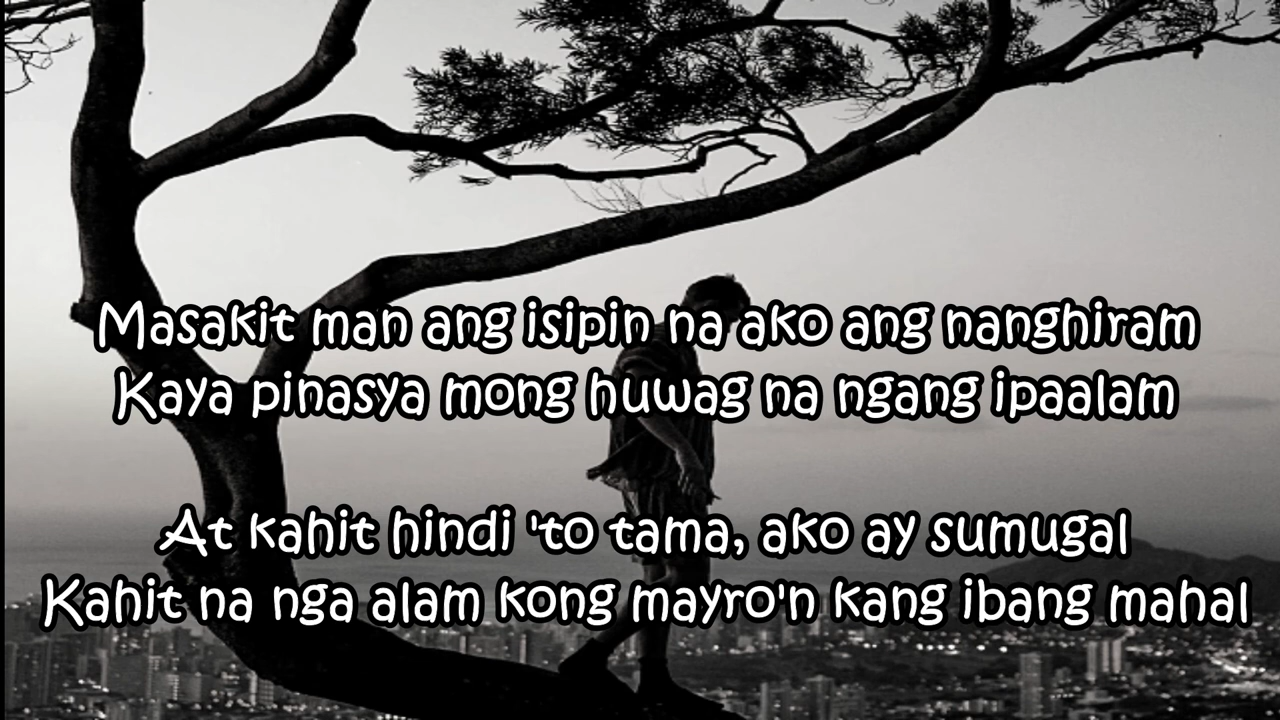 Masakit man ang isipin na ako ang nanghiram
Kaya pinasya mong huwag na ngang ipaalam
At kahit hindi 'to tama, ako ay sumugal
Kahit na nga alam kong mayro'n kang ibang mahal